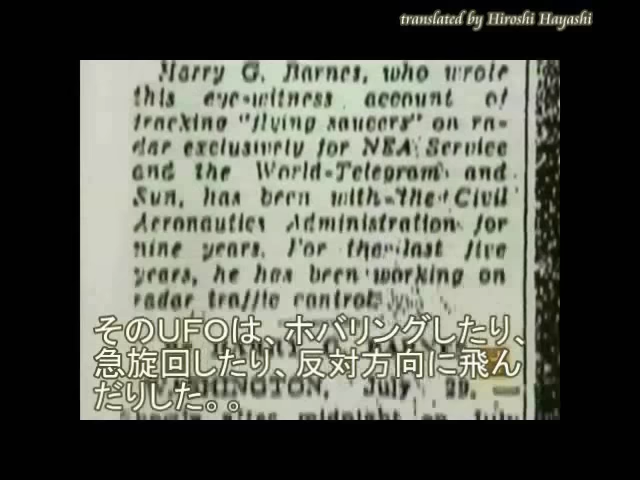 translated by Hiroshi Hayashi
Harry G. Barnes, who wrote
this eye-witness account of
tracking "flying saucers" on ra-
dar exclusively for NEA Service
and the World-Telegram and
Sun, has been with the Civil
Aeronautics Administration for
nine years. For the last five
years, he has been working on
radar traffic control.
そのUFOは、ホバリングしたり、
急旋回したり、反対方向に飛ん
だりした。。
WASHINGTON, July 29. —
midnight on July